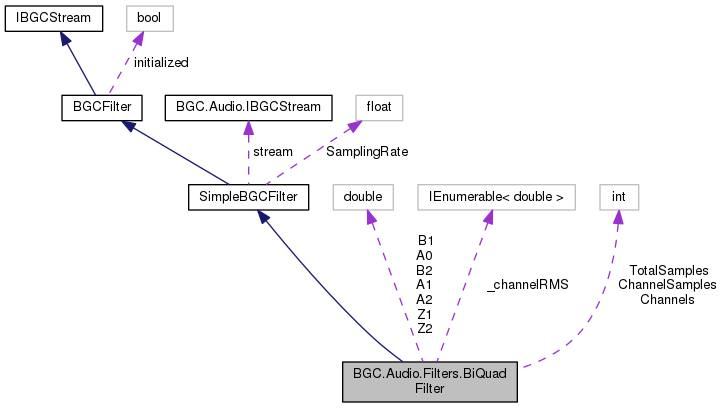 IBGCStream
bool
initialized
BGCFilter
BGC.Audio.IBGCStream
float
stream
SamplingRate
SimpleBGCFilter
double
IEnumerable< double >
int
B1
A0
B2
A1
A2
Z1
Z2
_channelRMS
TotalSamples
ChannelSamples
Channels
BGC.Audio.Filters.BiQuad
Filter